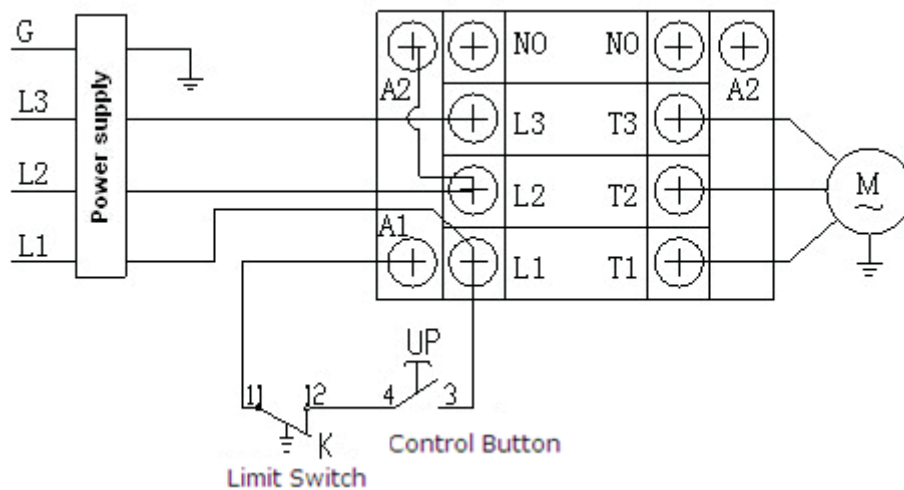 G
L3
L2
L1
Power supply
A2
NO NO
A2
L3 T3
L2 T2
A1
L1 T1
M
~
UP
11 12 4 3
K
Control Button
Limit Switch